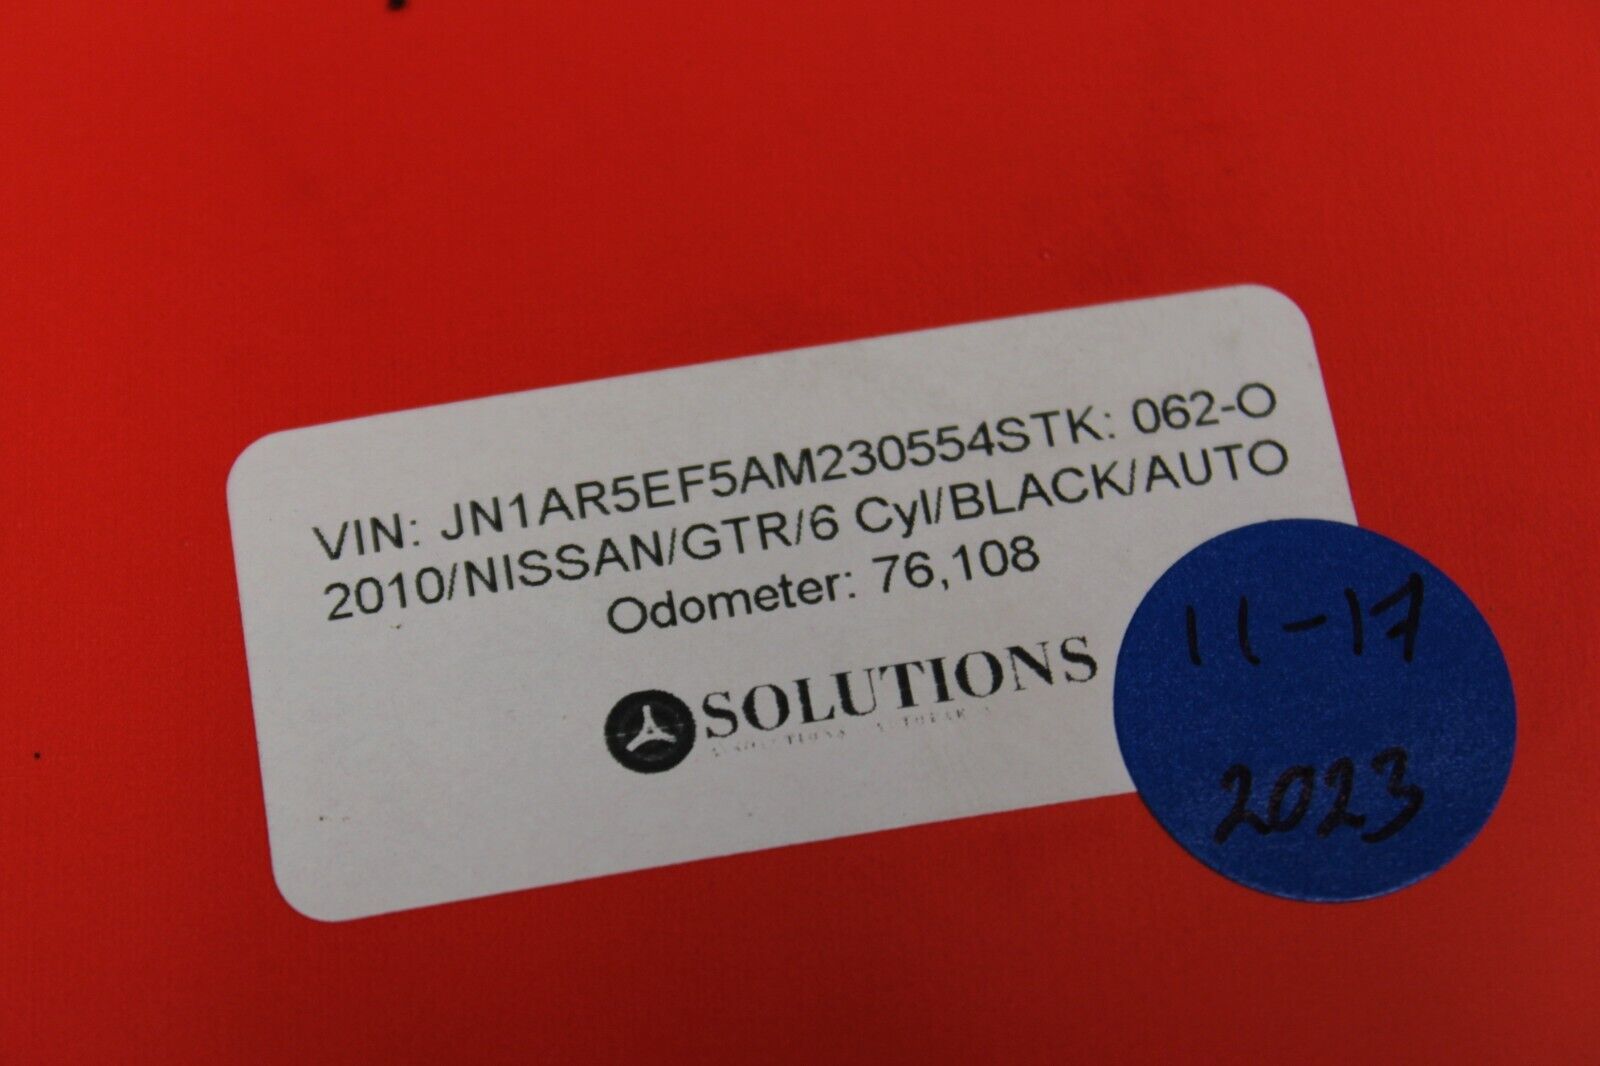 VIN: JN1AR5EF5AM230554STK: 062-O
2010/NISSAN/GTR/6 Cyl/BLACK/AUTO
Odometer: 76,108
SOLUTIONS
11-17
2023